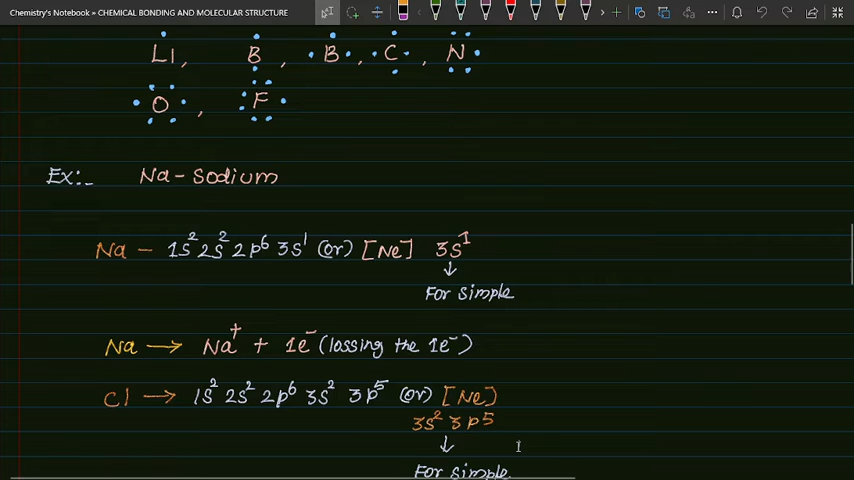 Chemistry's Notebook » CHEMICAL BONDING AND MOLECULAR STRUCTURE
Li, B, B, C, N
O, F
Ex:- Na - Sodium
Na - 1s² 2s² 2p⁶ 3s¹ (or) [Ne] 3s¹
↓
For simple
Na → Na⁺ + 1e⁻ (lossing the 1e⁻)
Cl → 1s² 2s² 2p⁶ 3s² 3p⁵ (or) [Ne]
3s² 3p⁵
↓
For simple